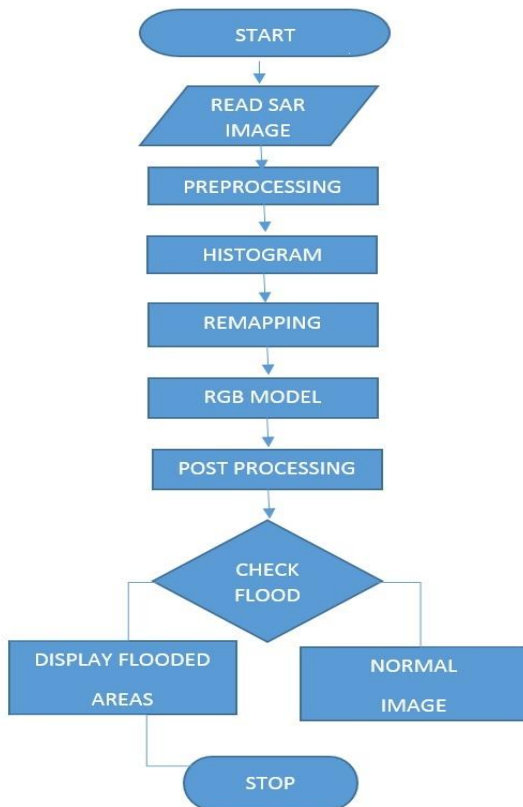 START
READ SAR
IMAGE
PREPROCESSING
HISTOGRAM
REMAPPING
RGB MODEL
POST PROCESSING
CHECK
FLOOD
DISPLAY FLOODED
AREAS
NORMAL
IMAGE
STOP